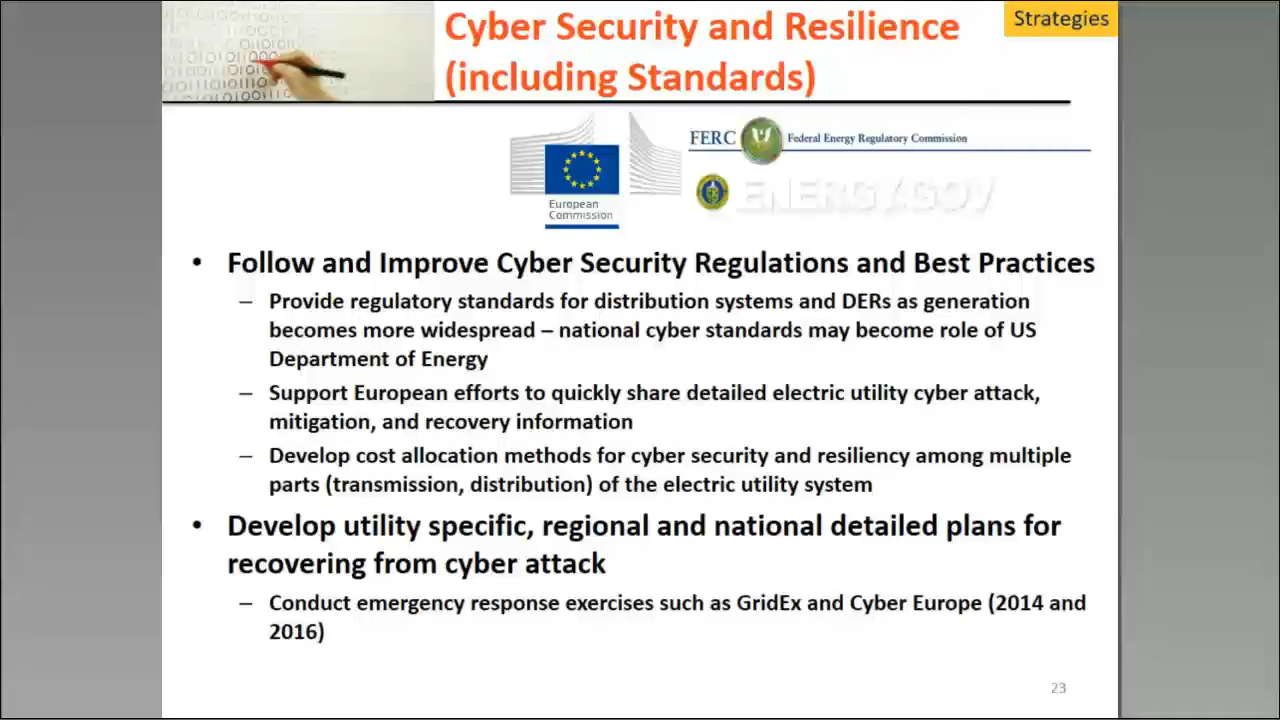 Cyber Security and Resilience
(including Standards)
Strategies
European
Commission
FERC Federal Energy Regulatory Commission
ENERGY.GOV
• Follow and Improve Cyber Security Regulations and Best Practices
– Provide regulatory standards for distribution systems and DERs as generation
becomes more widespread – national cyber standards may become role of US
Department of Energy
– Support European efforts to quickly share detailed electric utility cyber attack,
mitigation, and recovery information
– Develop cost allocation methods for cyber security and resiliency among multiple
parts (transmission, distribution) of the electric utility system
• Develop utility specific, regional and national detailed plans for
recovering from cyber attack
– Conduct emergency response exercises such as GridEx and Cyber Europe (2014 and
2016)
23